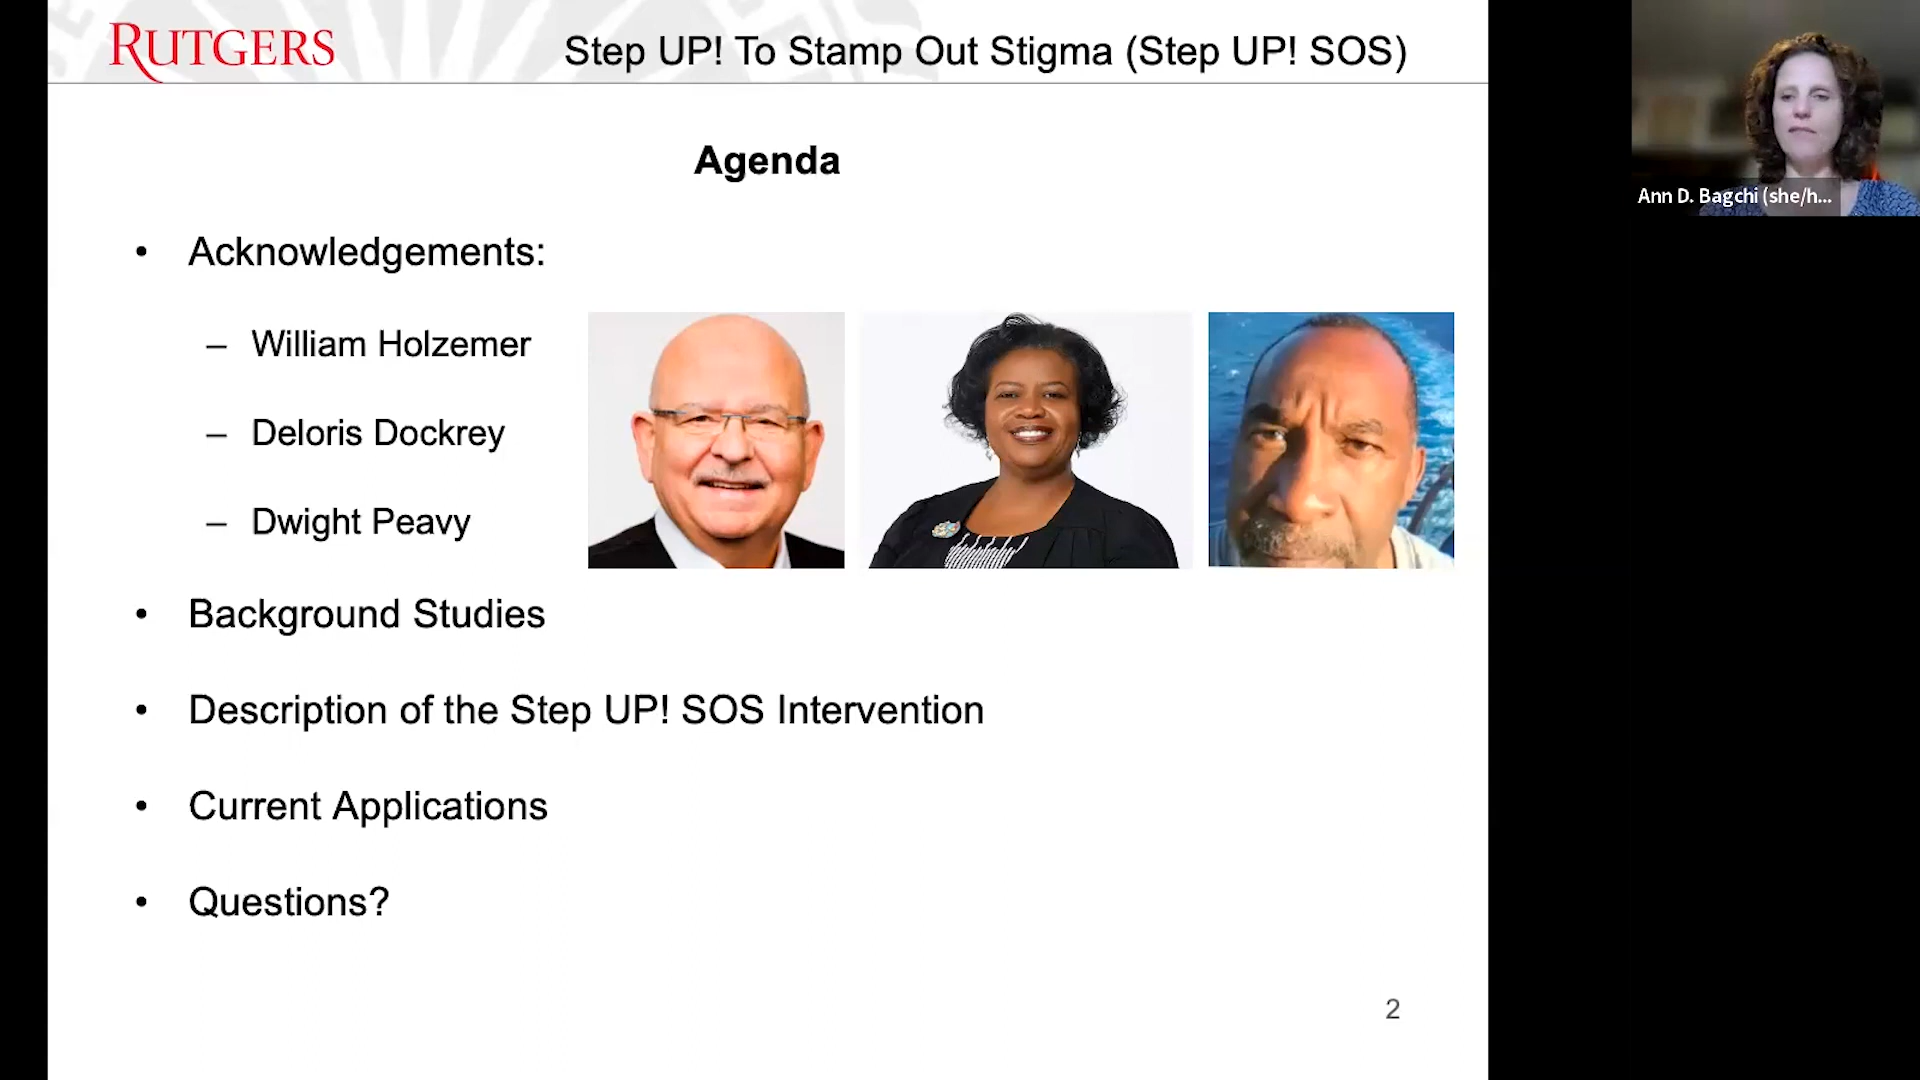 RUTGERS
Step UP! To Stamp Out Stigma (Step UP! SOS)
Ann D. Bagchi (she/h...
Agenda
• Acknowledgements:
– William Holzemer
– Deloris Dockrey
– Dwight Peavy
• Background Studies
• Description of the Step UP! SOS Intervention
• Current Applications
• Questions?
2